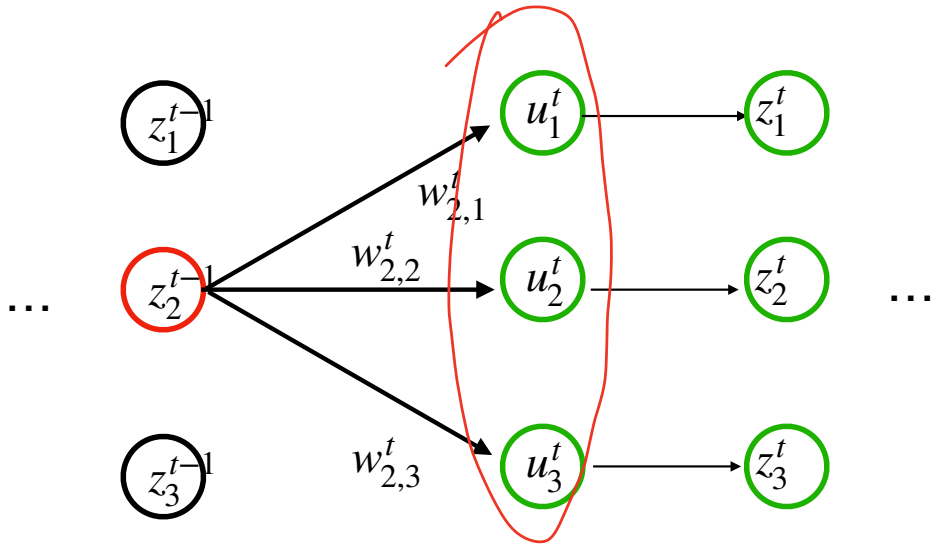 z_1^{t-1} u_1^t z_1^t
w_{2,1}^t
w_{2,2}^t
... z_2^{t-1} u_2^t z_2^t ...
w_{2,3}^t
z_3^{t-1} u_3^t z_3^t